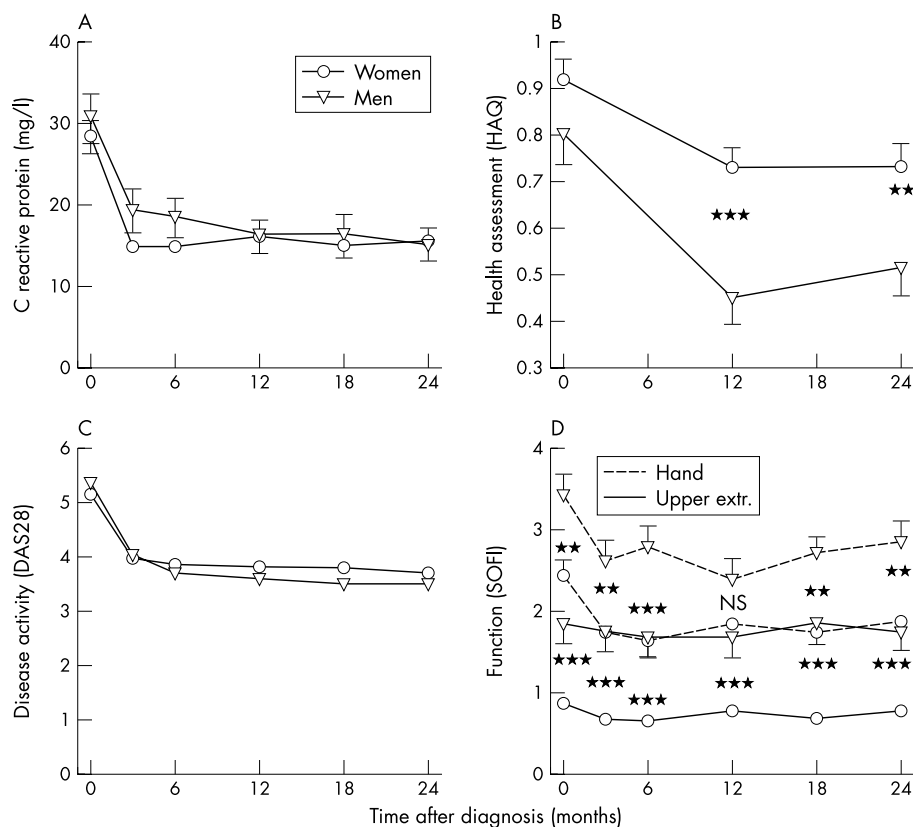 A
C reactive protein (mg/l)
40
30
20
10
0
0 6 12 18 24
Women
Men
B
Health assessment (HAQ)
1
0.9
0.8
0.7
0.6
0.5
0.4
0.3
0 6 12 18 24
★★★
★★
C
Disease activity (DAS28)
6
5
4
3
2
1
0
0 6 12 18 24
D
Function (SOFI)
4
3
2
1
0
0 6 12 18 24
Hand
Upper extr.
★★
★★
★★★
NS
★★
★★
★★★
★★★
★★★
★★★
★★★
★★★
Time after diagnosis (months)